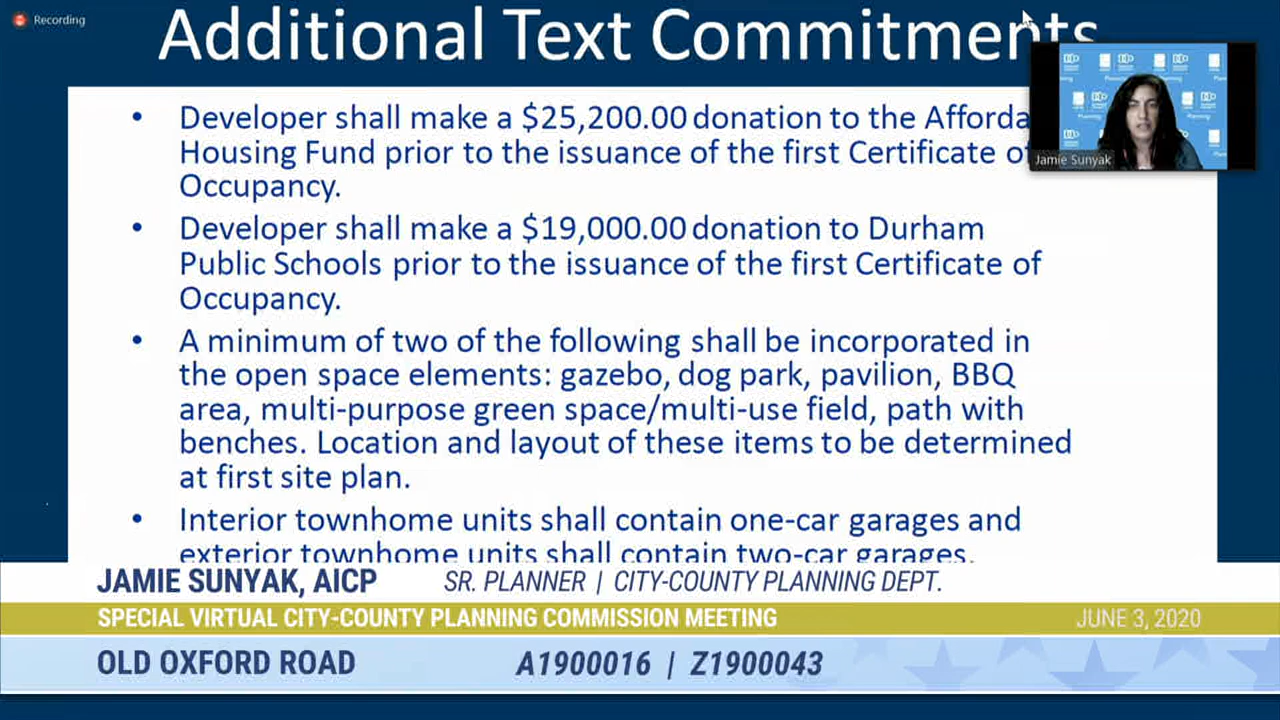 Recording
Additional Text Commitments
• Developer shall make a $25,200.00 donation to the
Housing Fund prior to the issuance of the first Certificate
Occupancy.
• Developer shall make a $19,000.00 donation to Durham
Public Schools prior to the issuance of the first Certificate of
Occupancy.
• A minimum of two of the following shall be incorporated in
the open space elements: gazebo, dog park, pavilion, BBQ
area, multi-purpose green space/multi-use field, path with
benches. Location and layout of these items to be determined
at first site plan.
• Interior townhome units shall contain one-car garages and
exterior townhome units shall contain two-car garages.
Jamie Sunyak
JAMIE SUNYAK, AICP SR. PLANNER | CITY-COUNTY PLANNING DEPT.
SPECIAL VIRTUAL CITY-COUNTY PLANNING COMMISSION MEETING JUNE 3, 2020
OLD OXFORD ROAD A1900016 | Z1900043